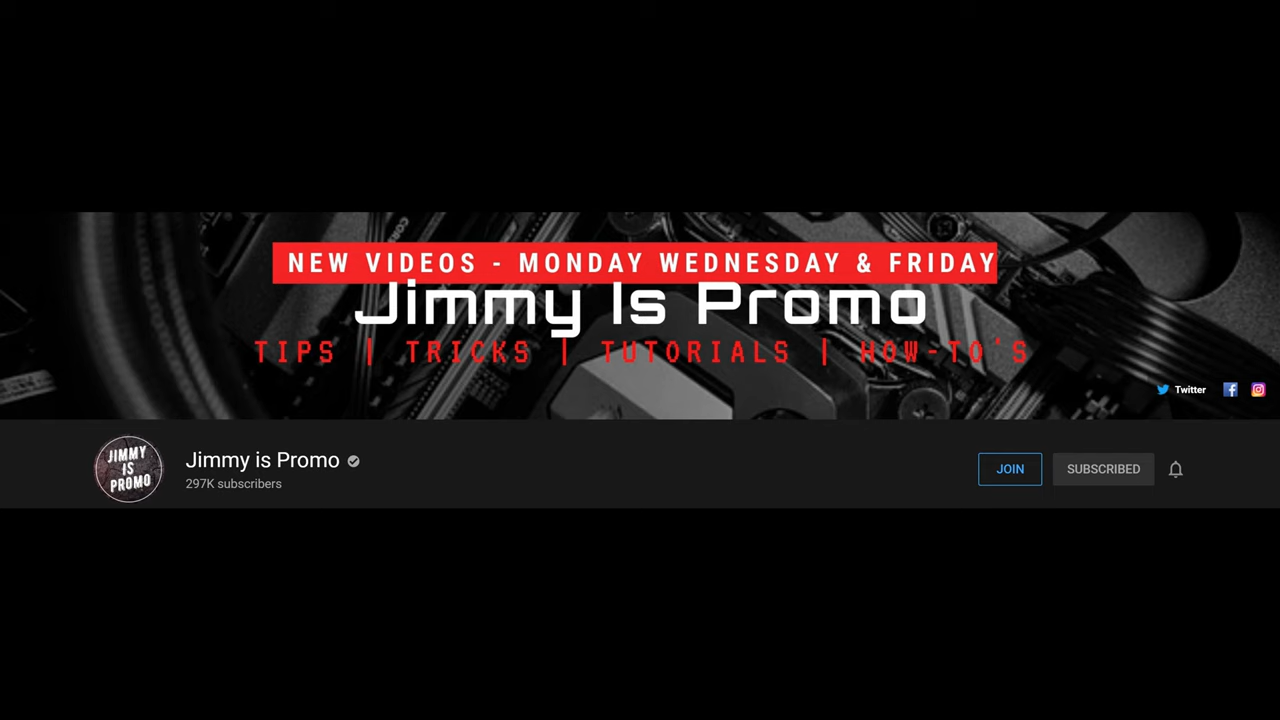 NEW VIDEOS - MONDAY WEDNESDAY & FRIDAY
Jimmy Is Promo
TIPS | TRICKS | TUTORIALS | HOW-TO'S
Twitter
JIMMY
IS
PROMO
Jimmy is Promo
297K subscribers
JOIN
SUBSCRIBED